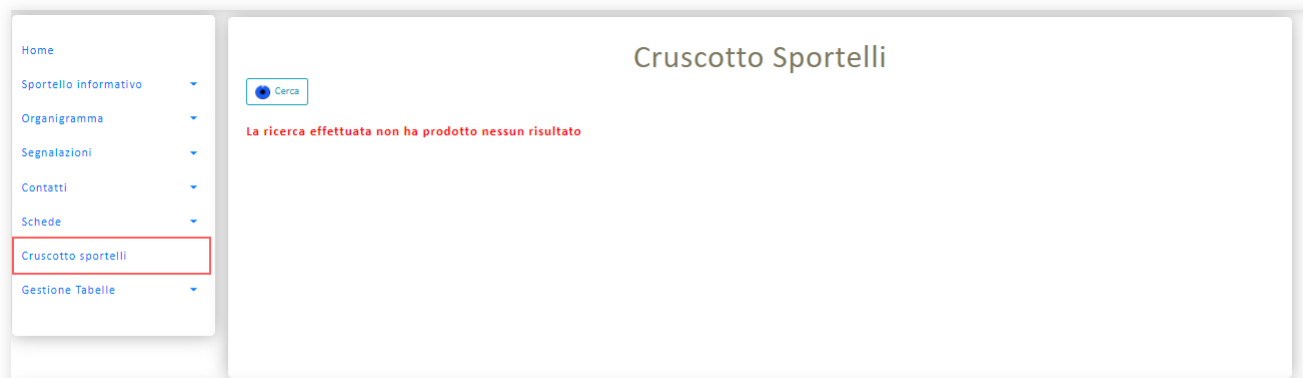 Home
Sportello informativo
Organigramma
Segnalazioni
Contatti
Schede
Cruscotto sportelli
Gestione Tabelle
Cruscotto Sportelli
Cerca
La ricerca effettuata non ha prodotto nessun risultato